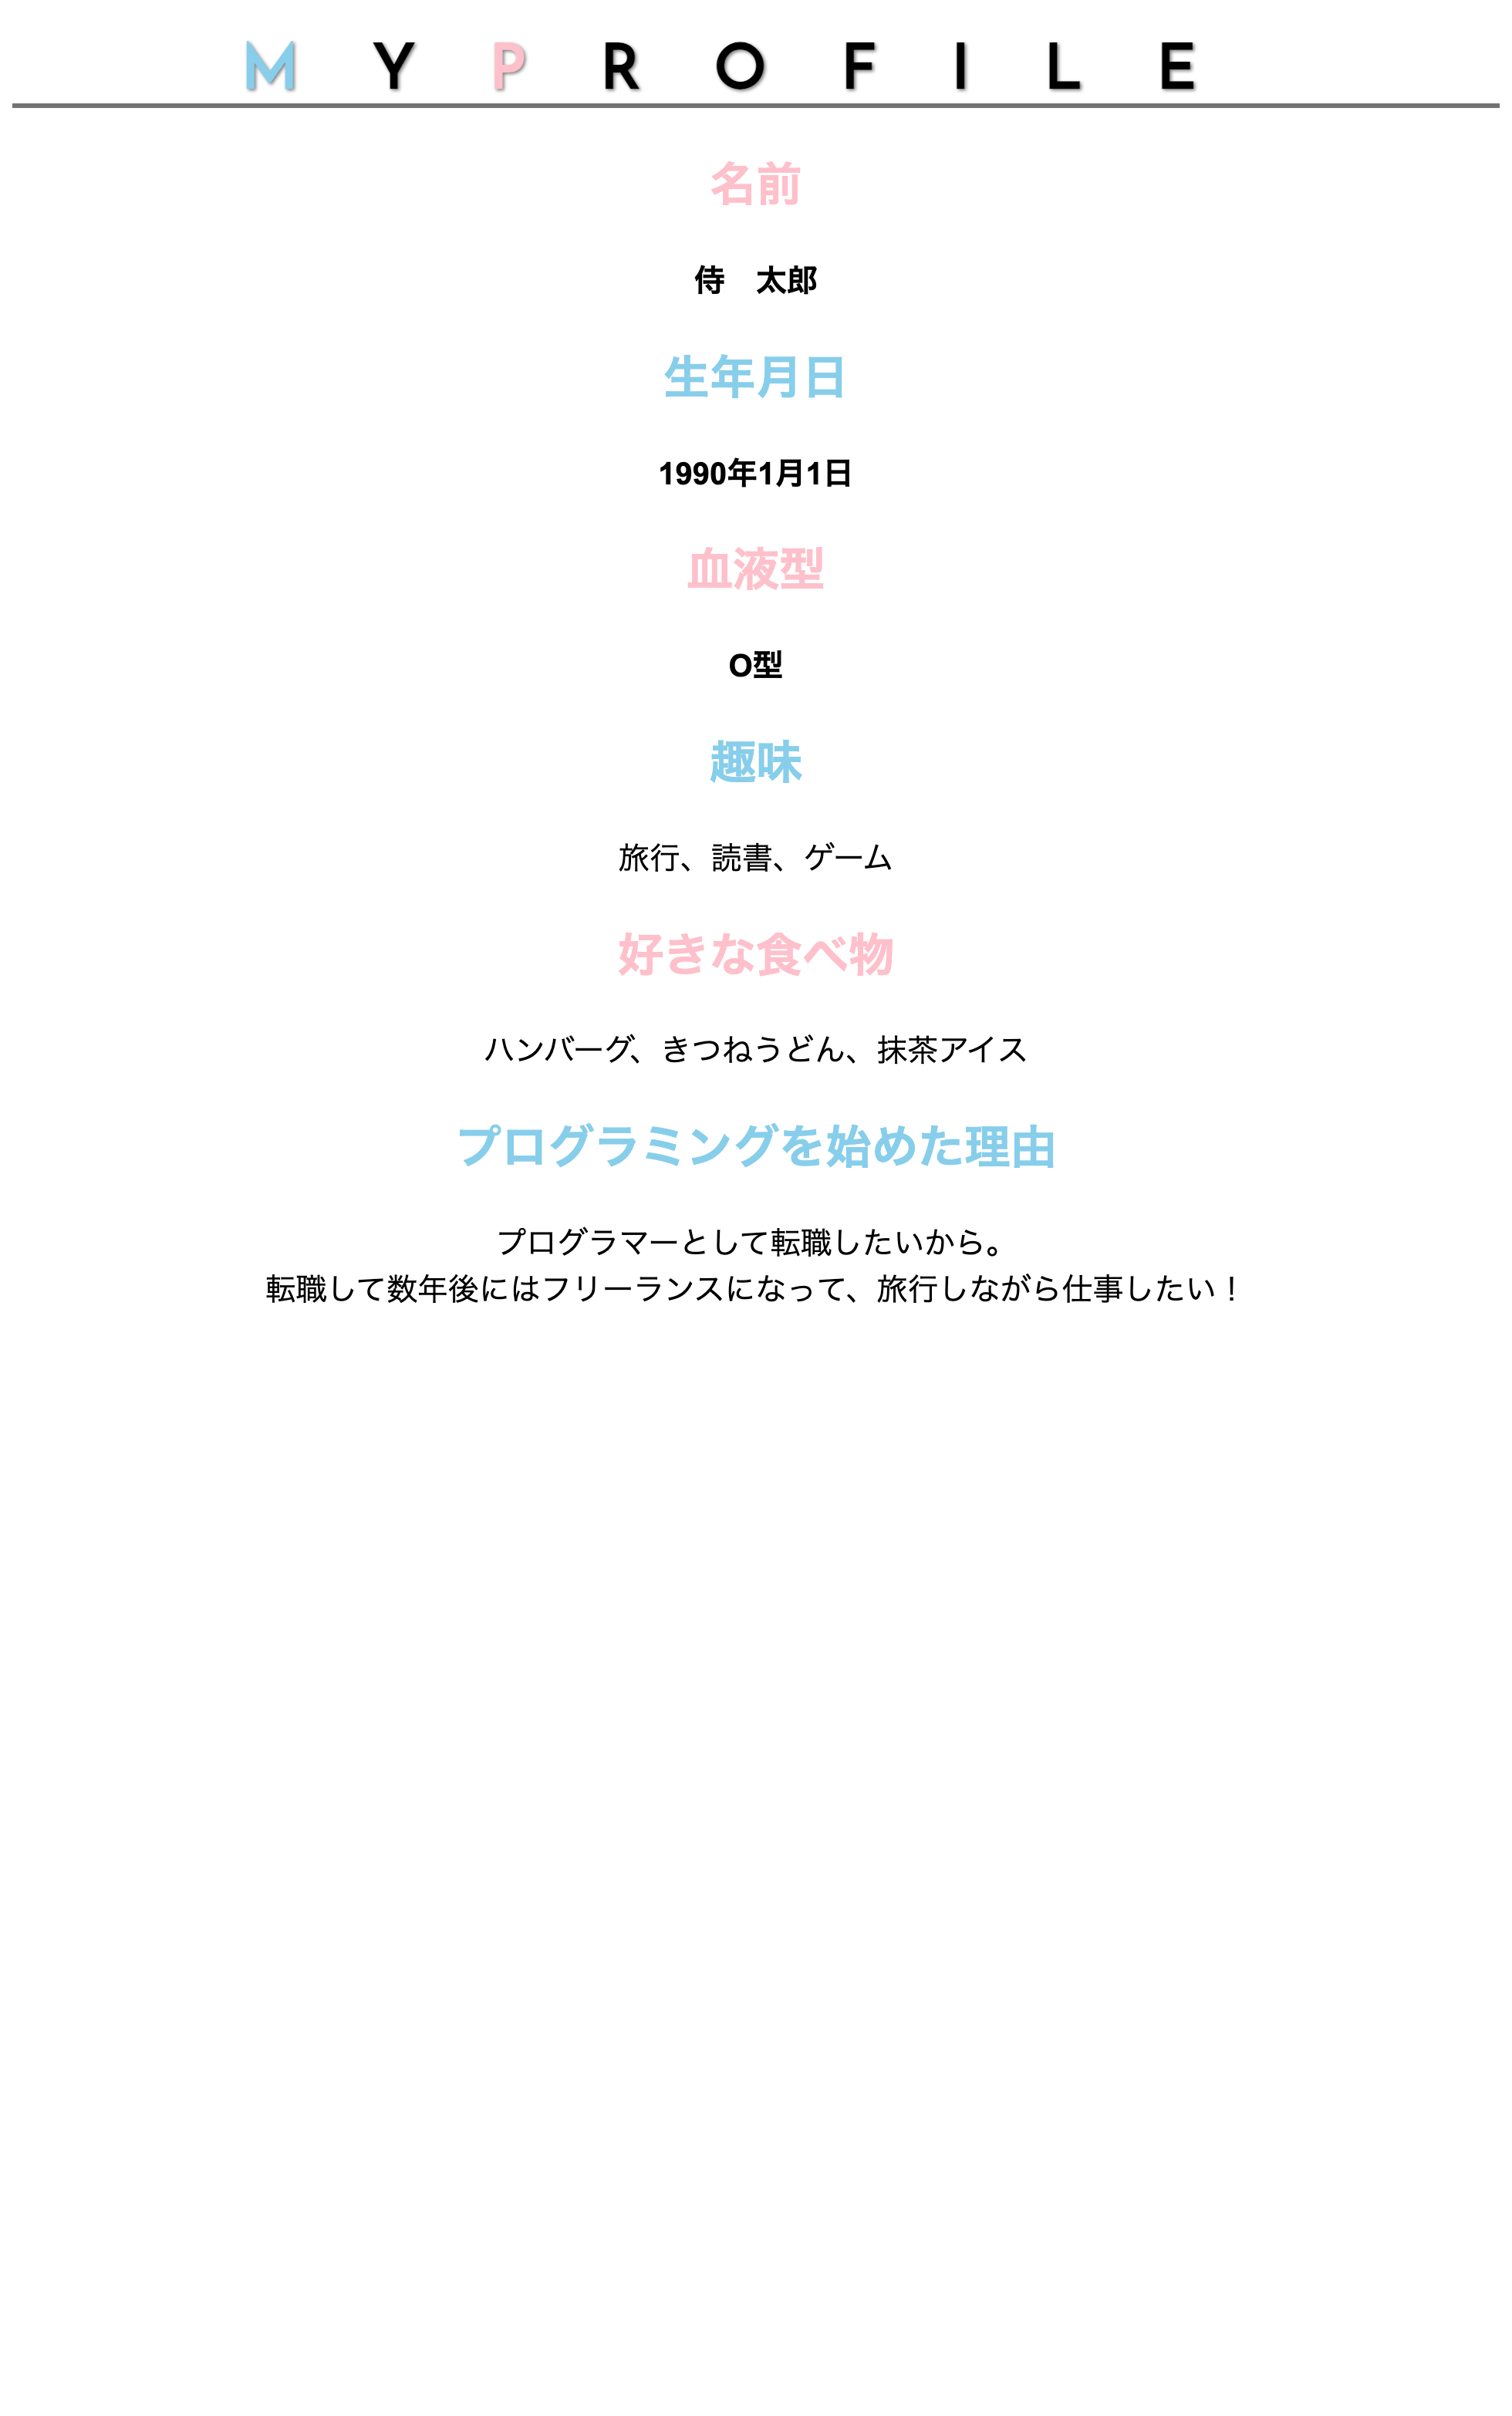 MYPROFILE
名前
侍　太郎
生年月日
1990年1月1日
血液型
O型
趣味
旅行、読書、ゲーム
好きな食べ物
ハンバーグ、きつねうどん、抹茶アイス
プログラミングを始めた理由
プログラマーとして転職したいから。
転職して数年後にはフリーランスになって、旅行しながら仕事したい！